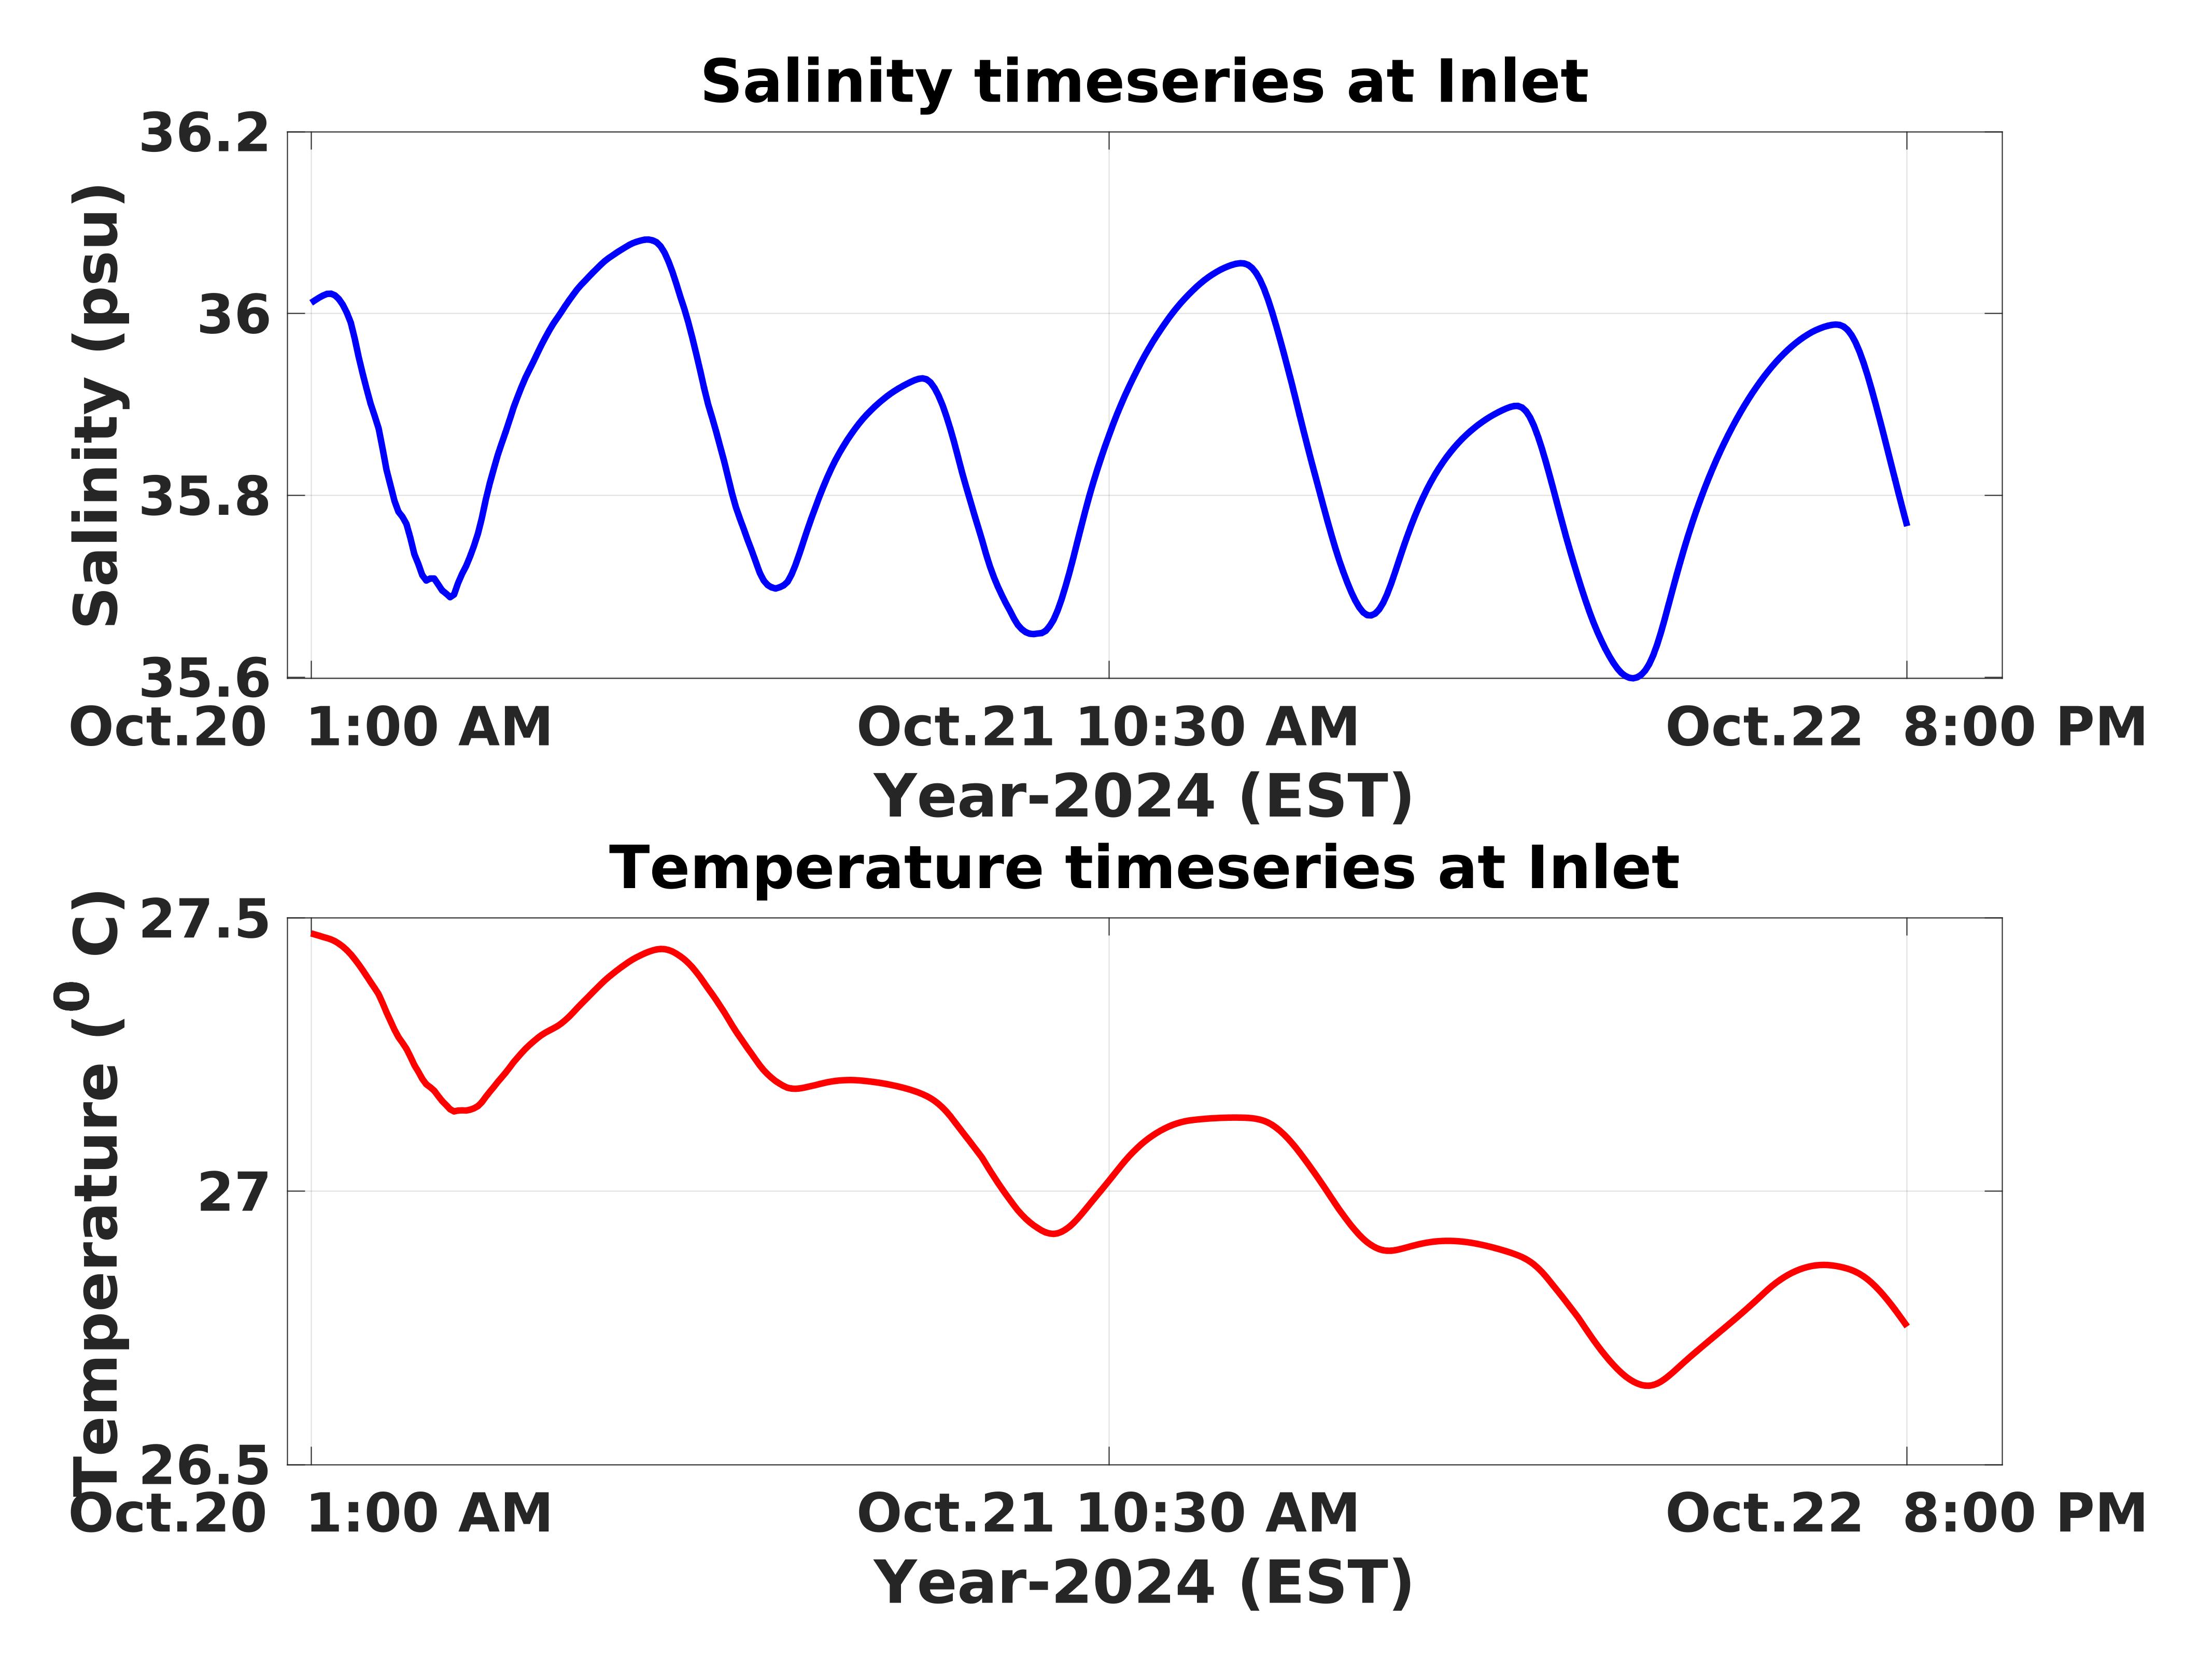 Salinity timeseries at Inlet
Salinity (psu)
36.2
36
35.8
35.6
Oct.20  1:00 AM
Oct.21 10:30 AM
Oct.22  8:00 PM
Year-2024 (EST)
Temperature timeseries at Inlet
Temperature (⁰ C)
27.5
27
26.5
Oct.20  1:00 AM
Oct.21 10:30 AM
Oct.22  8:00 PM
Year-2024 (EST)